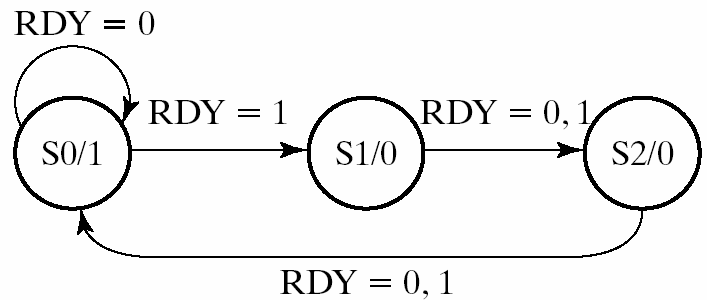 RDY = 0
RDY = 1
RDY = 0, 1
S0/1
S1/0
S2/0
RDY = 0, 1